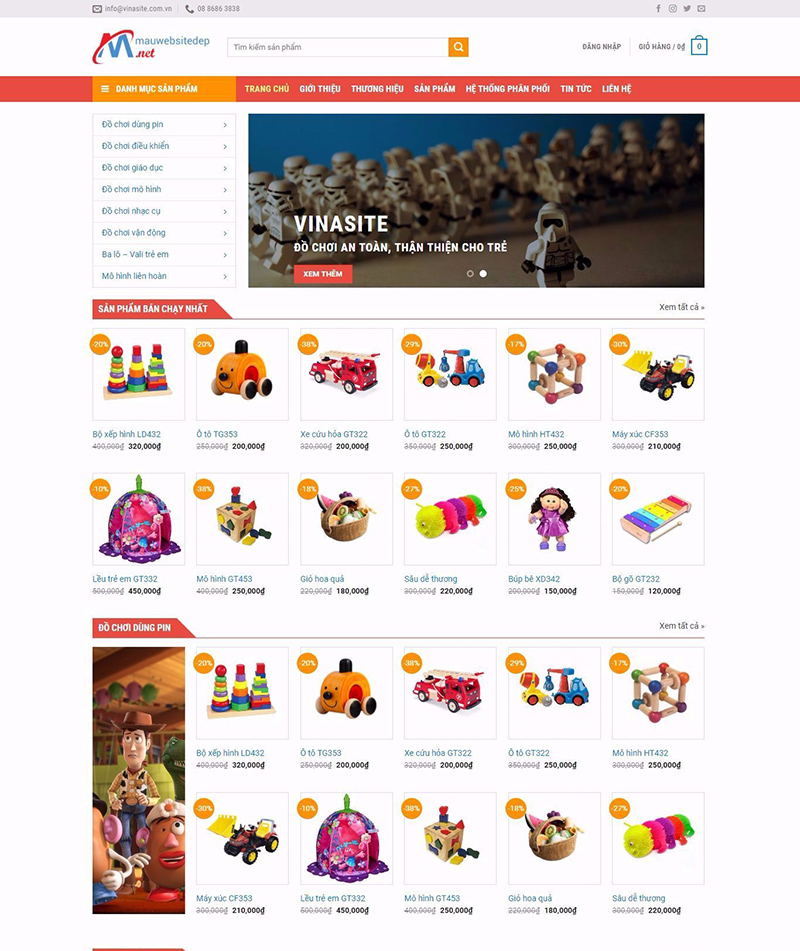 info@vinasite.com.vn
08 8686 3838
mauwebsitedep
.net
Tìm kiếm sản phẩm
ĐĂNG NHẬP
GIỎ HÀNG / 0₫
0
DANH MỤC SẢN PHẨM
TRANG CHỦ GIỚI THIỆU THƯƠNG HIỆU SẢN PHẨM HỆ THỐNG PHÂN PHỐI TIN TỨC LIÊN HỆ
Đồ chơi dùng pin
Đồ chơi điều khiển
Đồ chơi giáo dục
Đồ chơi mô hình
Đồ chơi nhạc cụ
Đồ chơi vận động
Ba lô – Vali trẻ em
Mô hình liên hoàn
VINASITE
ĐỒ CHƠI AN TOÀN, THẬN THIỆN CHO TRẺ
XEM THÊM
SẢN PHẨM BÁN CHẠY NHẤT
Xem tất cả »
-20% -20% -38% -29% -17% -30%
Bộ xếp hình LD432 Ô tô TG353 Xe cứu hỏa GT322 Ô tô GT322 Mô hình HT432 Máy xúc CF353
400,000₫ 320,000₫ 250,000₫ 200,000₫ 320,000₫ 200,000₫ 350,000₫ 250,000₫ 300,000₫ 250,000₫ 300,000₫ 210,000₫
-10% -38% -18% -27% -25% -20%
Lều trẻ em GT332 Mô hình GT453 Giỏ hoa quả Sâu dễ thương Búp bê XD342 Bộ gõ GT232
500,000₫ 450,000₫ 400,000₫ 250,000₫ 220,000₫ 180,000₫ 300,000₫ 220,000₫ 200,000₫ 150,000₫ 150,000₫ 120,000₫
ĐỒ CHƠI DÙNG PIN
Xem tất cả »
-20% -20% -38% -29% -17%
Bộ xếp hình LD432 Ô tô TG353 Xe cứu hỏa GT322 Ô tô GT322 Mô hình HT432
400,000₫ 320,000₫ 250,000₫ 200,000₫ 320,000₫ 200,000₫ 350,000₫ 250,000₫ 300,000₫ 250,000₫
-30% -10% -38% -18% -27%
Máy xúc CF353 Lều trẻ em GT332 Mô hình GT453 Giỏ hoa quả Sâu dễ thương
300,000₫ 210,000₫ 500,000₫ 450,000₫ 400,000₫ 250,000₫ 220,000₫ 180,000₫ 300,000₫ 220,000₫